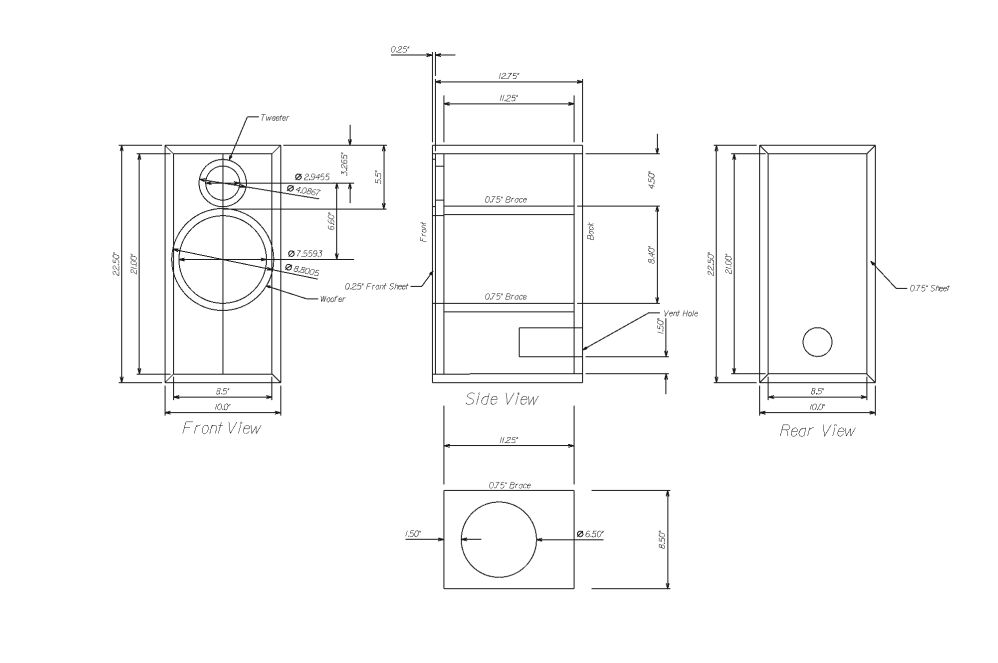 0.25"
12.75"
11.25"
Tweeter
3.265"
5.5"
Ø 2.9455
Ø 4.0867
6.60"
Ø 7.5593
Ø 8.8005
Woofer
22.50"
21.00"
8.5"
10.0"
Front View
4.50"
0.75" Brace
Front
Back
8.40"
0.25" Front Sheet
0.75" Brace
Vent Hole
1.50"
Side View
22.50"
21.00"
0.75" Sheet
8.5"
10.0"
Rear View
11.25"
0.75" Brace
1.50"
Ø 6.50"
8.50"